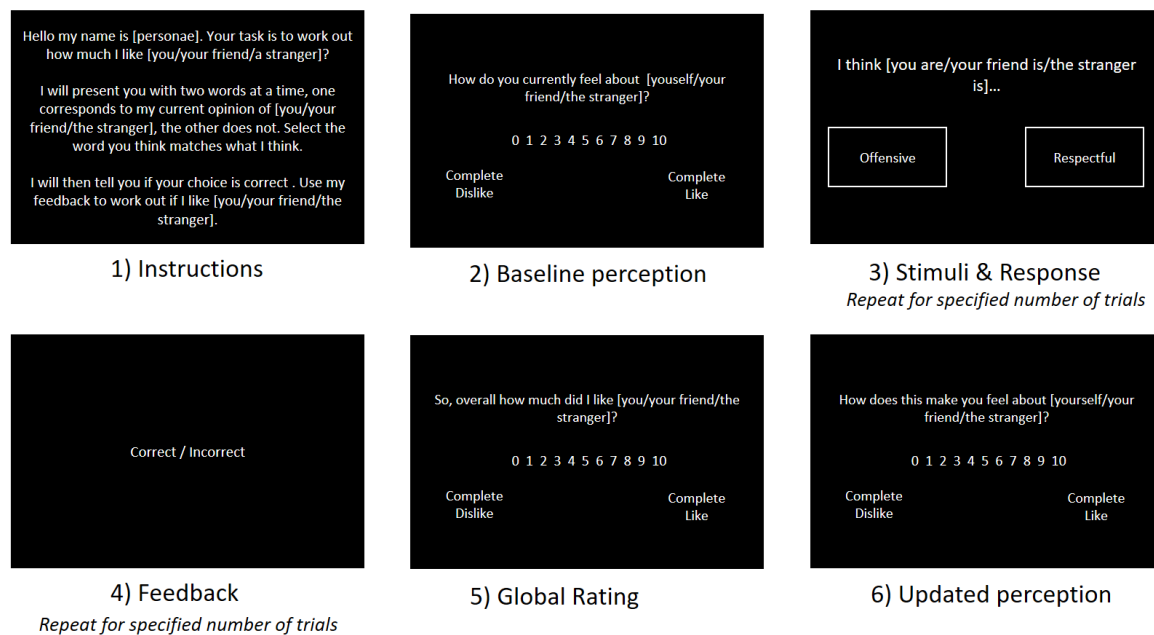 Hello my name is [personae]. Your task is to work out
how much I like [you/your friend/a stranger]?
I will present you with two words at a time, one
corresponds to my current opinion of [you/your
friend/the stranger], the other does not. Select the
word you think matches what I think.
I will then tell you if your choice is correct . Use my
feedback to work out if I like [you/your friend/the
stranger].
1) Instructions
How do you currently feel about  [youself/your
friend/the stranger]?
0 1 2 3 4 5 6 7 8 9 10
Complete
Dislike
Complete
Like
2) Baseline perception
I think [you are/your friend is/the stranger
is]...
Offensive
Respectful
3) Stimuli & Response
Repeat for specified number of trials
Correct / Incorrect
4) Feedback
Repeat for specified number of trials
So, overall how much did I like [you/your friend/the
stranger]?
0 1 2 3 4 5 6 7 8 9 10
Complete
Dislike
Complete
Like
5) Global Rating
How does this make you feel about [yourself/your
friend/the stranger]?
0 1 2 3 4 5 6 7 8 9 10
Complete
Dislike
Complete
Like
6) Updated perception